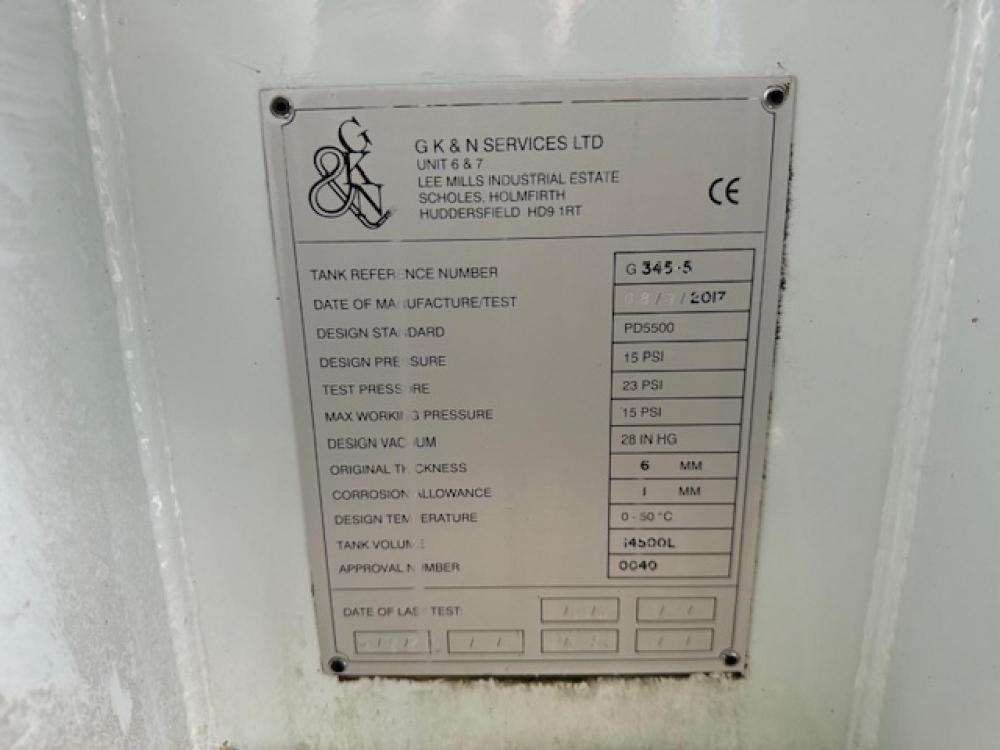 G
K
&
N
G K & N SERVICES LTD
UNIT 6 & 7
LEE MILLS INDUSTRIAL ESTATE
SCHOLES, HOLMFIRTH
HUDDERSFIELD HD9 1RT
CE
TANK REFERENCE NUMBER G 345·5
DATE OF MANUFACTURE/TEST / /2017
DESIGN STANDARD PD5500
DESIGN PRESSURE 15 PSI
TEST PRESSURE 23 PSI
MAX WORKING PRESSURE 15 PSI
DESIGN VACUUM 28 IN HG
ORIGINAL THICKNESS 6 MM
CORROSION ALLOWANCE 1 MM
DESIGN TEMPERATURE 0 - 50 °C
TANK VOLUME 14500L
APPROVAL NUMBER 0040
DATE OF LAST TEST: / / / /
/ / / / / / / /